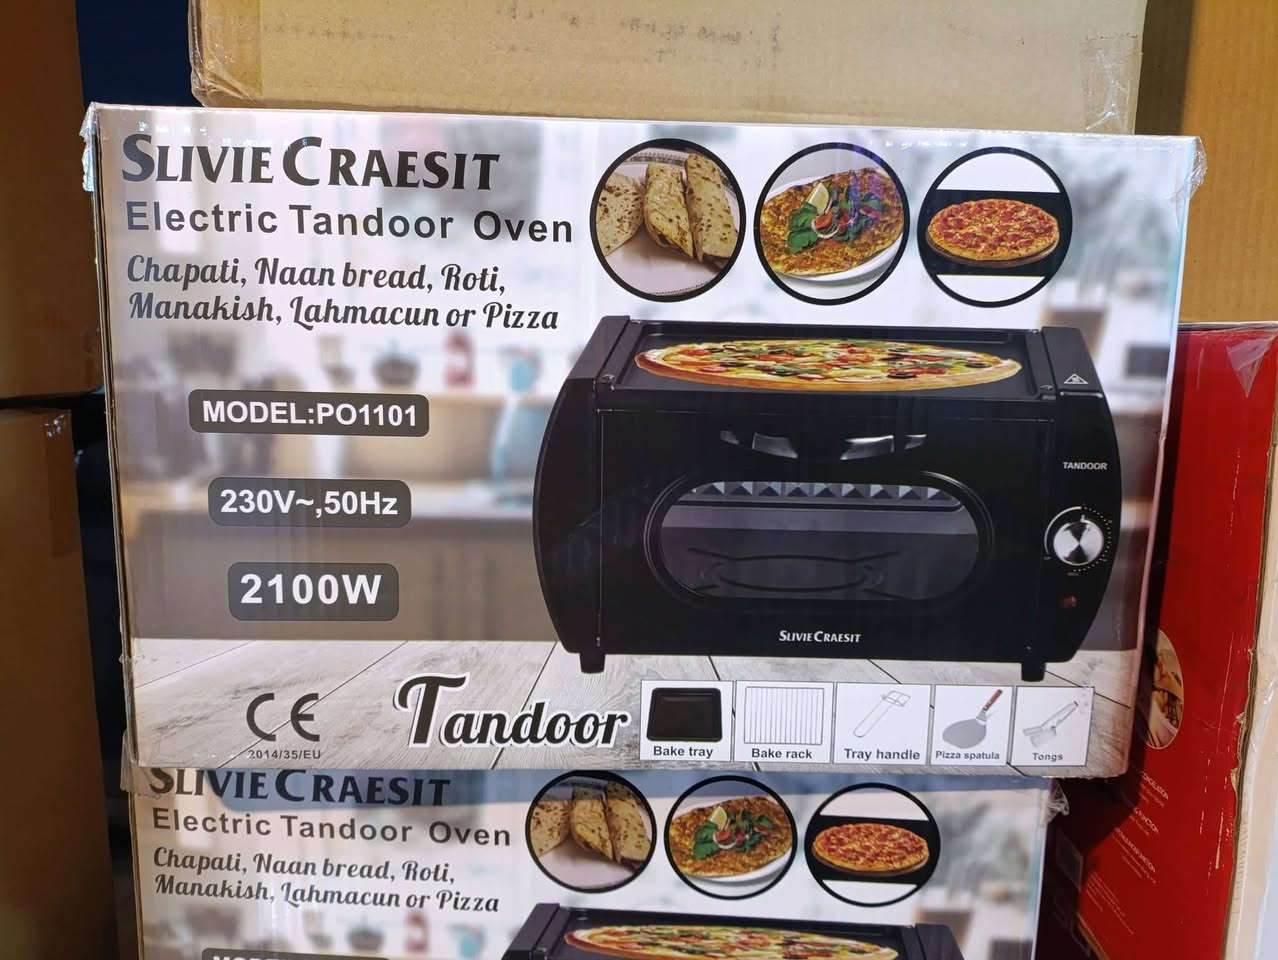 SLIVIE CRAESIT
Electric Tandoor Oven
Chapati, Naan bread, Roti,
Manakish, Lahmacun or Pizza
MODEL:PO1101
230V~,50Hz
2100W
TANDOOR
SLIVIE CRAESIT
CE
2014/35/EU
Tandoor
Bake tray
Bake rack
Tray handle
Pizza spatula
Tongs
SLIVIE CRAESIT
Electric Tandoor Oven
Chapati, Naan bread, Roti,
Manakish, Lahmacun or Pizza